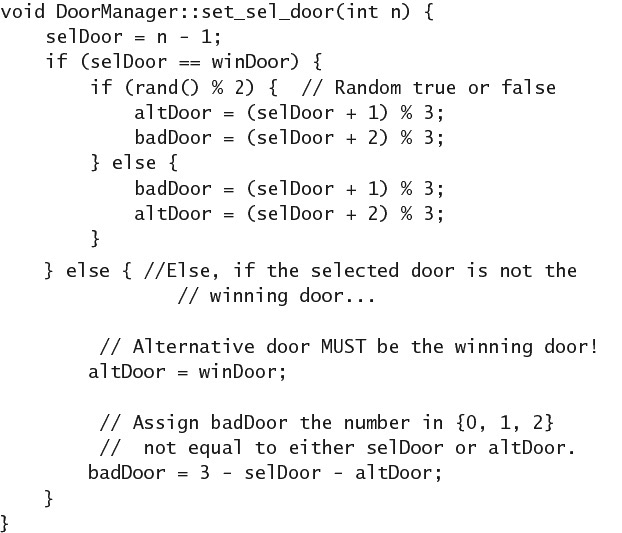 void DoorManager::set_sel_door(int n) {
    selDoor = n - 1;
    if (selDoor == winDoor) {
        if (rand() % 2) {  // Random true or false
            altDoor = (selDoor + 1) % 3;
            badDoor = (selDoor + 2) % 3;
        } else {
            badDoor = (selDoor + 1) % 3;
            altDoor = (selDoor + 2) % 3;
        }
    } else { //Else, if the selected door is not the
                // winning door...
         // Alternative door MUST be the winning door!
        altDoor = winDoor;
         // Assign badDoor the number in {0, 1, 2}
         //  not equal to either selDoor or altDoor.
        badDoor = 3 - selDoor - altDoor;
    }
}